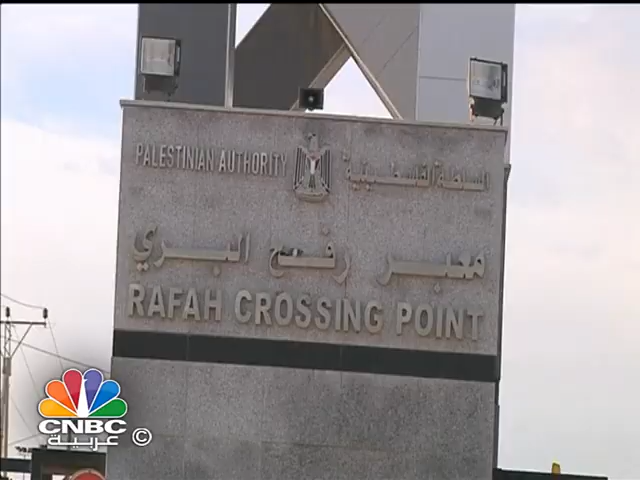 PALESTINIAN AUTHORITY السلطة الفلسطينية
معبر رفح البري
RAFAH CROSSING POINT
CNBC
عربية ©